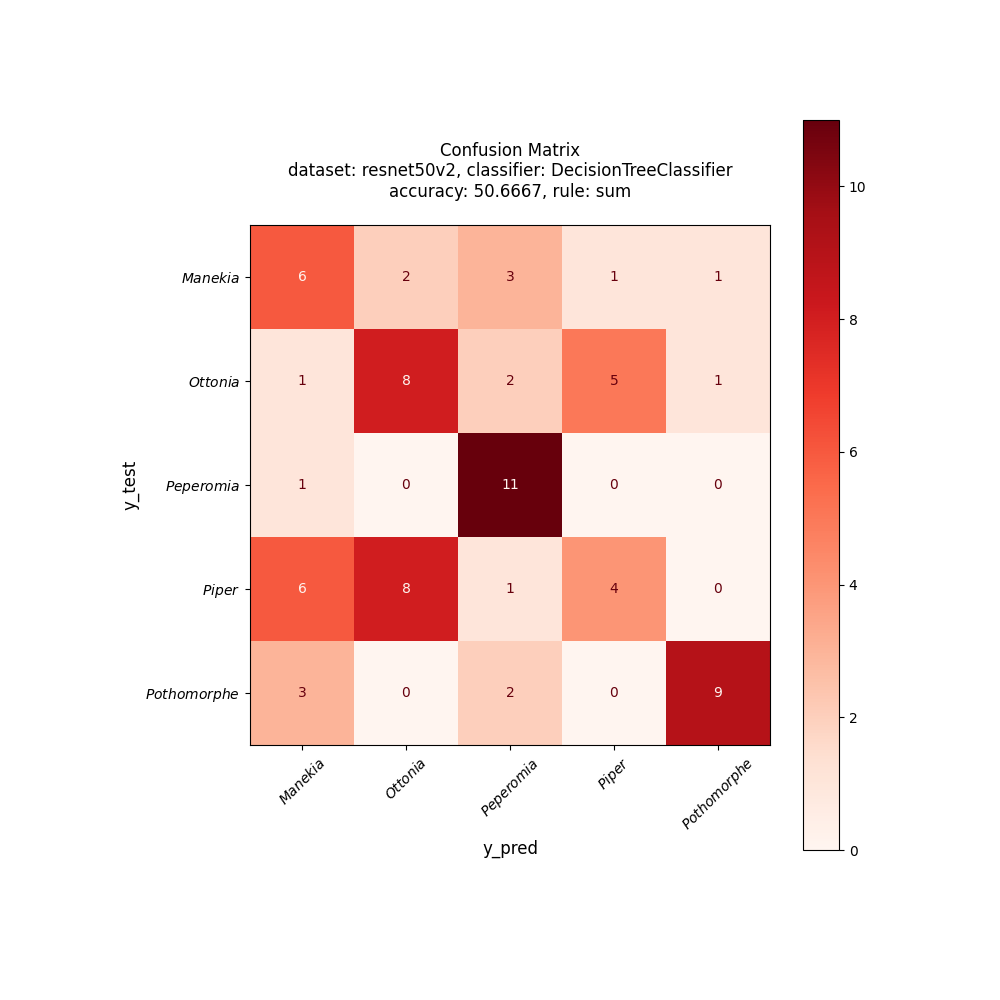 Confusion Matrix
dataset: resnet50v2, classifier: DecisionTreeClassifier
accuracy: 50.6667, rule: sum
y_test
Manekia 6 2 3 1 1
Ottonia 1 8 2 5 1
Peperomia 1 0 11 0 0
Piper 6 8 1 4 0
Pothomorphe 3 0 2 0 9
Manekia Ottonia Peperomia Piper Pothomorphe
y_pred
10
8
6
4
2
0